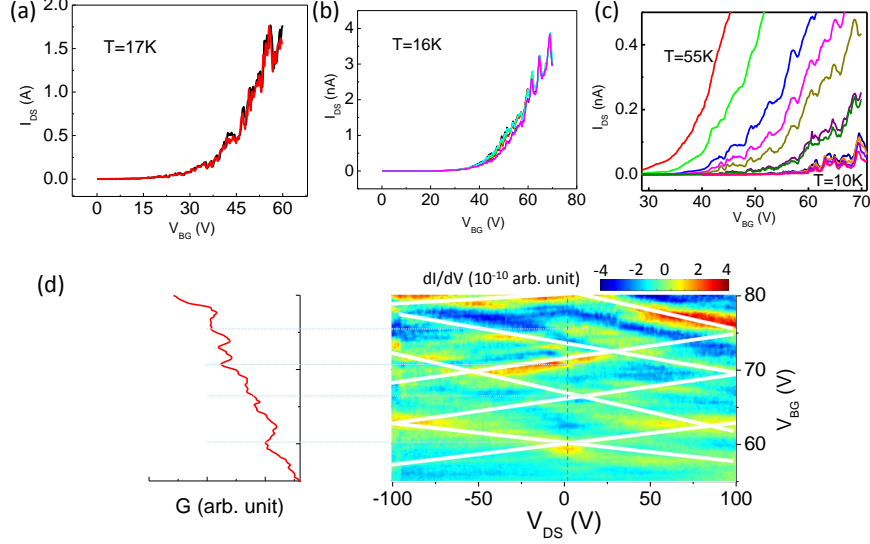 (a)
T=17K
I_DS (A)
2.0
1.5
1.0
0.5
0.0
0 15 30 45 60
V_BG (V)
(b)
T=16K
I_DS (nA)
4
3
2
1
0
0 20 40 60 80
V_BG (V)
(c)
T=55K
I_DS (nA)
0.4
0.2
0.0
T=10K
30 40 50 60 70
V_BG (V)
(d)
G (arb. unit)
dI/dV (10^-10 arb. unit)
-4 -2 0 2 4
80
70
60
V_BG (V)
-100 -50 0 50 100
V_DS (V)